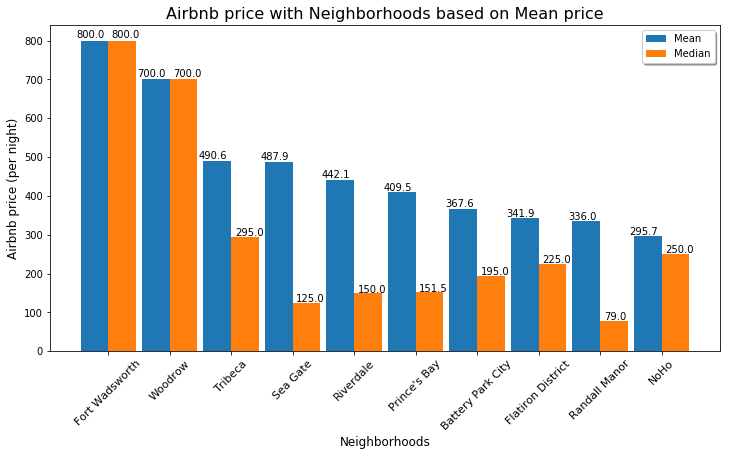 Airbnb price with Neighborhoods based on Mean price
Mean
Median
Airbnb price (per night)
800
700
600
500
400
300
200
100
0
800.0 800.0
700.0 700.0
490.6 295.0
487.9 125.0
442.1 150.0
409.5 151.5
367.6 195.0
341.9 225.0
336.0 79.0
295.7 250.0
Fort Wadsworth
Woodrow
Tribeca
Sea Gate
Riverdale
Prince's Bay
Battery Park City
Flatiron District
Randall Manor
NoHo
Neighborhoods